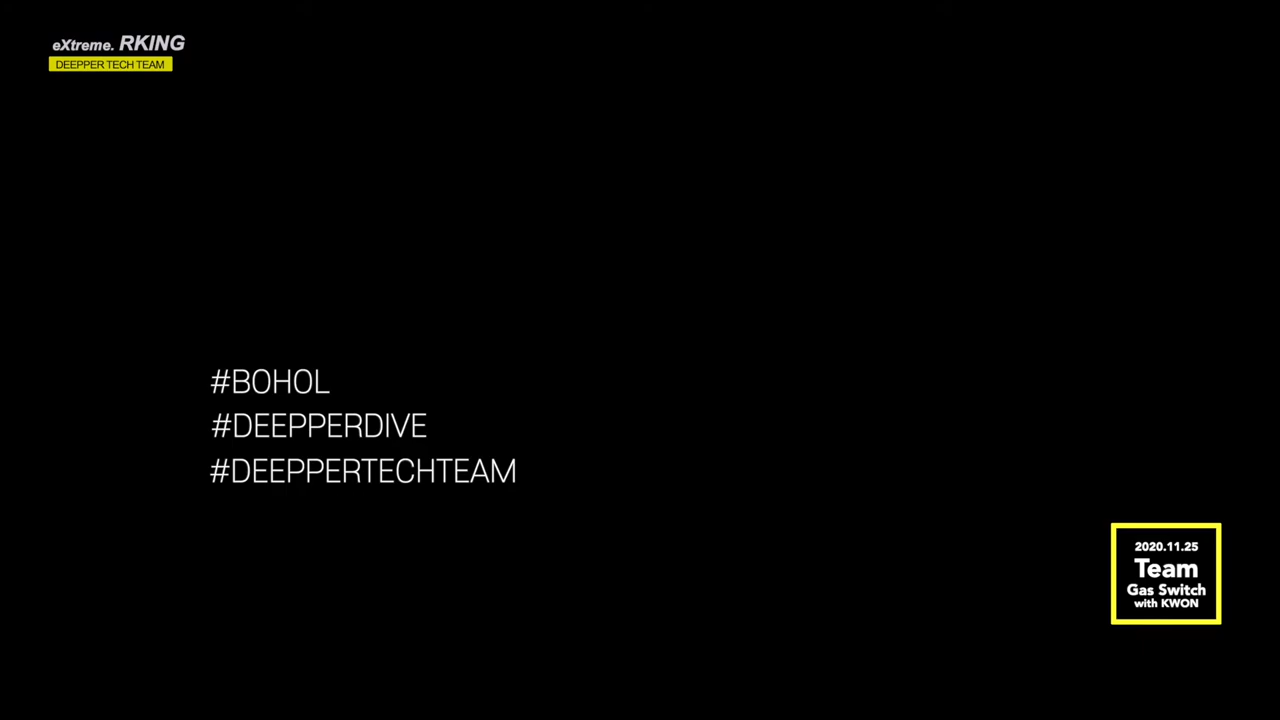 eXtreme. RKING
DEEPPER TECH TEAM
#BOHOL
#DEEPPERDIVE
#DEEPPERTECHTEAM
2020.11.25
Team
Gas Switch
with KWON